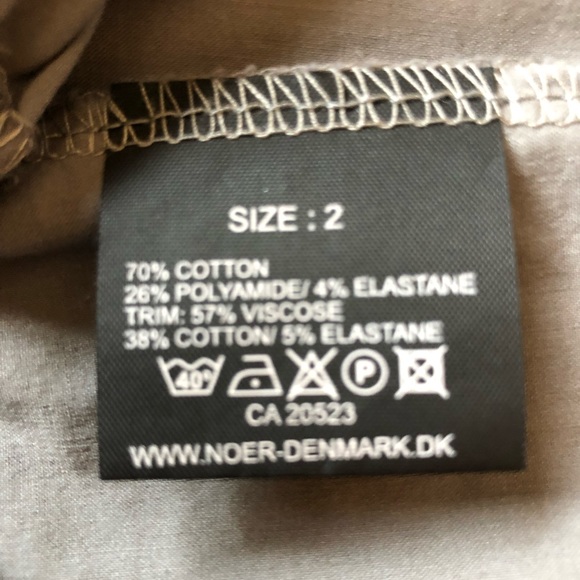 SIZE : 2
70% COTTON
26% POLYAMIDE/ 4% ELASTANE
TRIM: 57% VISCOSE
38% COTTON/ 5% ELASTANE
40° P
CA 20523
WWW.NOER-DENMARK.DK